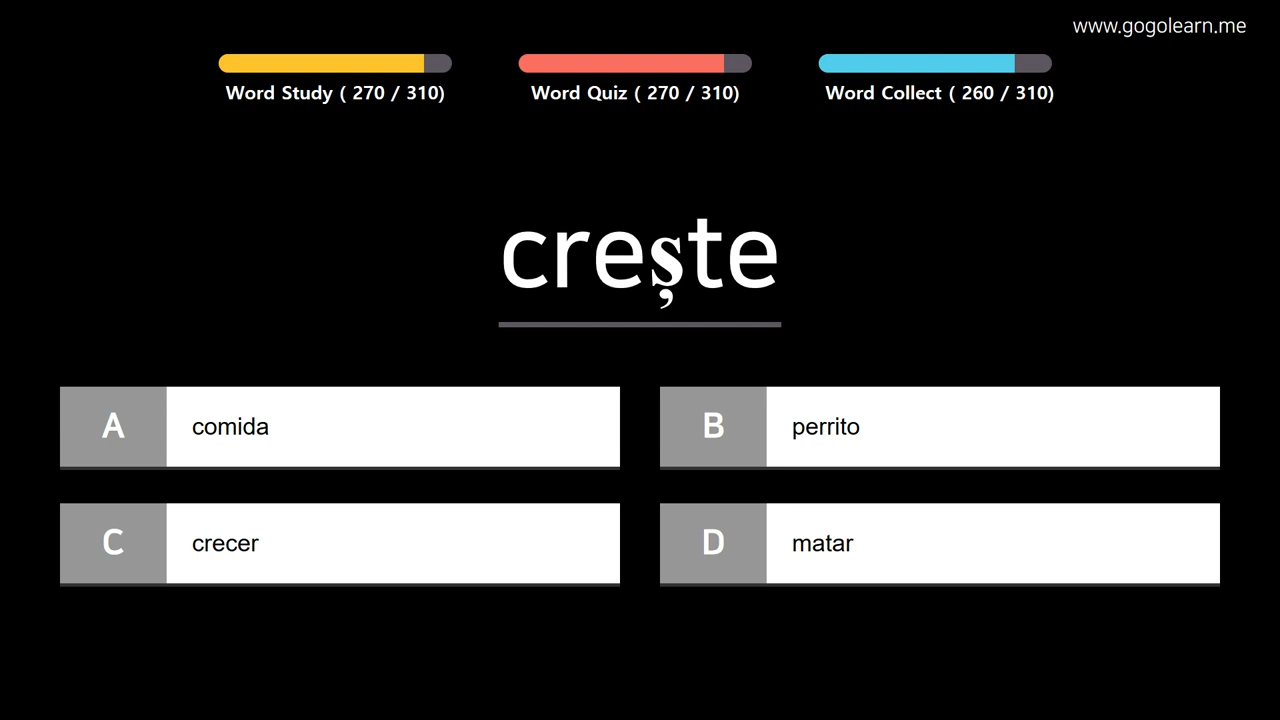 www.gogolearn.me
Word Study ( 270 / 310)
Word Quiz ( 270 / 310)
Word Collect ( 260 / 310)
crește
A comida
B perrito
C crecer
D matar